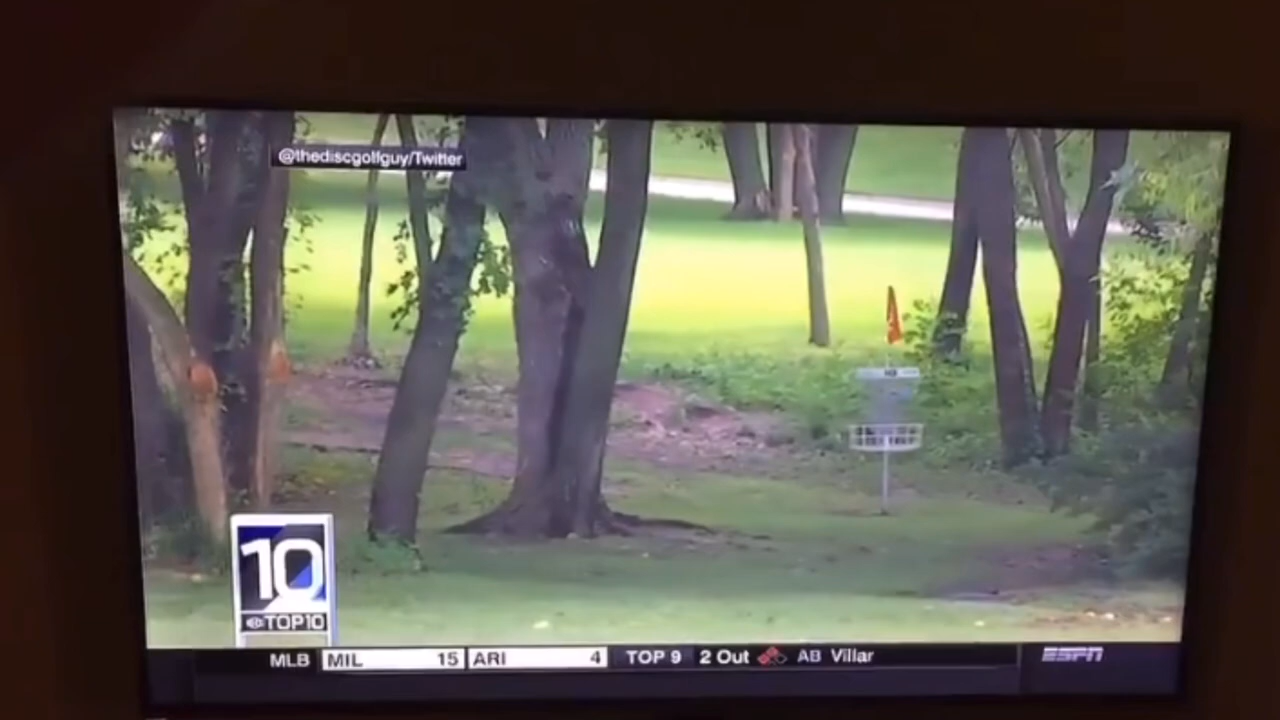 @thediscgolfguy/Twitter
10
TOP10
MLB MIL 15 ARI 4 TOP 9 2 Out AB Villar ESPN